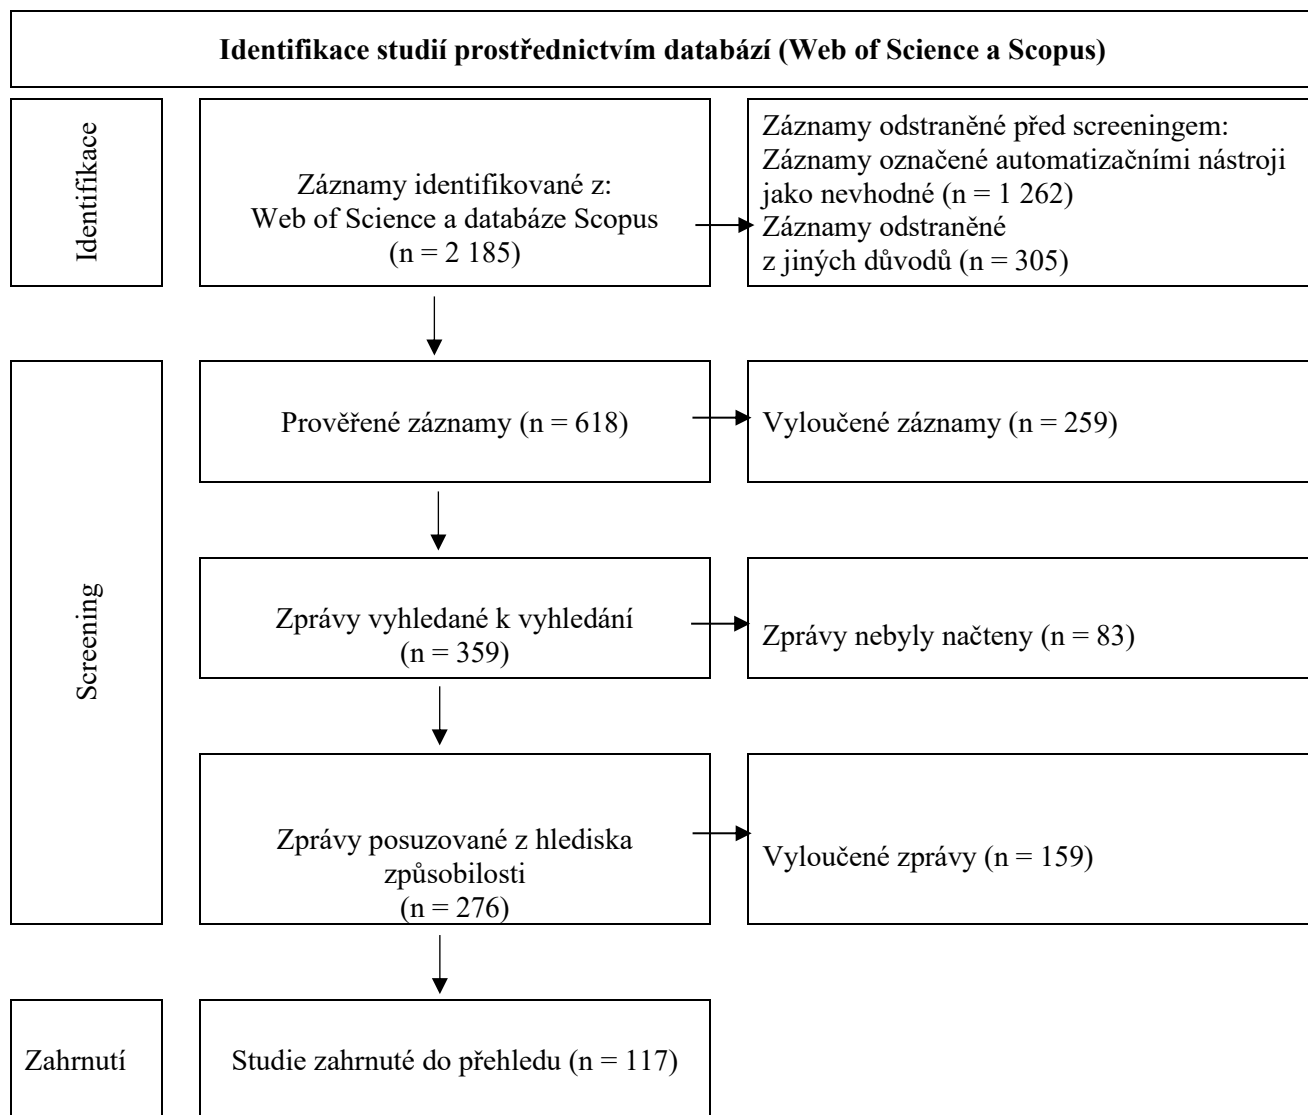 Identifikace studií prostřednictvím databází (Web of Science a Scopus)
Identifikace
Záznamy identifikované z:
Web of Science a databáze Scopus
(n = 2 185)
Záznamy odstraněné před screeningem:
Záznamy označené automatizačními nástroji
jako nevhodné (n = 1 262)
Záznamy odstraněné
z jiných důvodů (n = 305)
Screening
Prověřené záznamy (n = 618)
Vyloučené záznamy (n = 259)
Zprávy vyhledané k vyhledání
(n = 359)
Zprávy nebyly načteny (n = 83)
Zprávy posuzované z hlediska
způsobilosti
(n = 276)
Vyloučené zprávy (n = 159)
Zahrnutí
Studie zahrnuté do přehledu (n = 117)